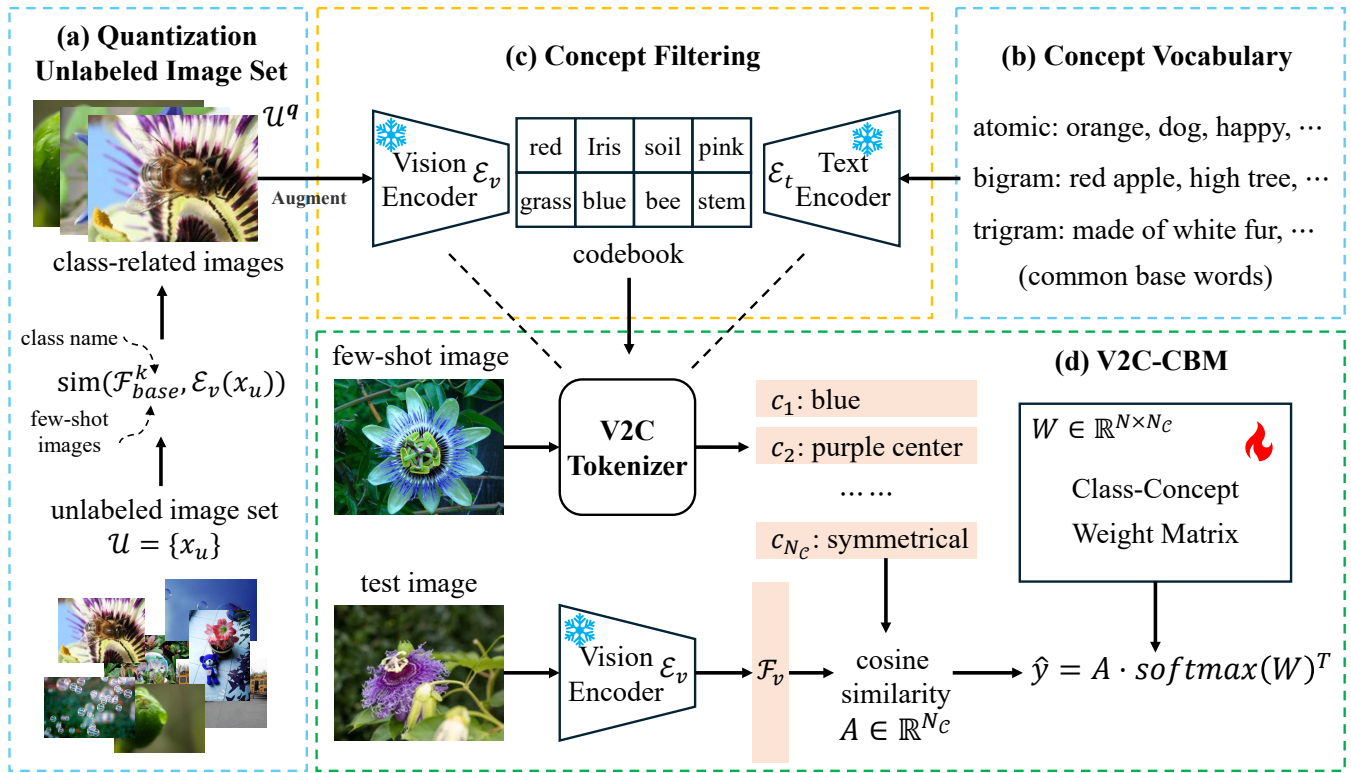 (a) Quantization
Unlabeled Image Set
𝒰^q
class-related images
class name
sim(ℱ^k_base, ℰ_v(x_u))
few-shot
images
unlabeled image set
𝒰 = {x_u}
Augment
(c) Concept Filtering
Vision
Encoder
ℰ_v
red Iris soil pink
grass blue bee stem
codebook
ℰ_t
Text
Encoder
(b) Concept Vocabulary
atomic: orange, dog, happy, ⋯
bigram: red apple, high tree, ⋯
trigram: made of white fur, ⋯
(common base words)
(d) V2C-CBM
few-shot image
V2C
Tokenizer
c_1: blue
c_2: purple center
⋯ ⋯
c_{N_C}: symmetrical
W ∈ ℝ^{N×N_C}
Class-Concept
Weight Matrix
test image
Vision
Encoder
ℰ_v
ℱ_v
cosine
similarity
A ∈ ℝ^{N_C}
ŷ = A · softmax(W)^T